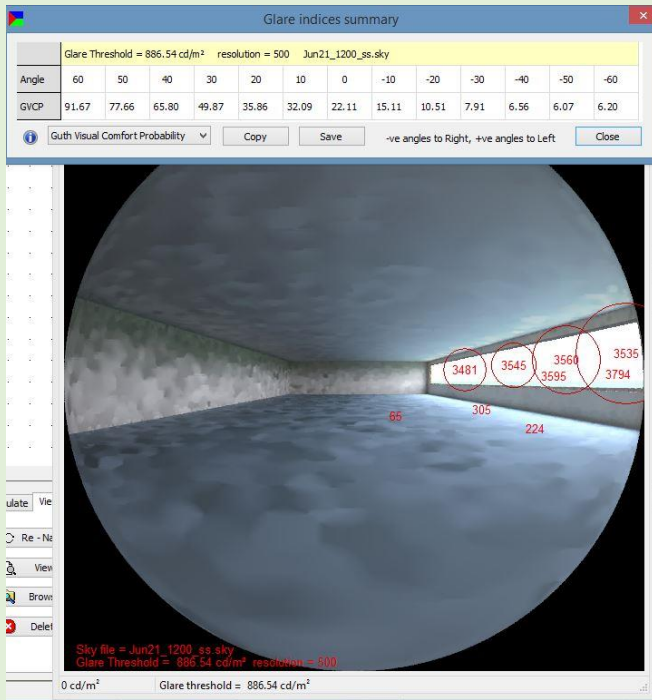 Glare indices summary
Glare Threshold = 886.54 cd/m² resolution = 500 Jun21_1200_ss.sky
Angle 60 50 40 30 20 10 0 -10 -20 -30 -40 -50 -60
GVCP 91.67 77.66 65.80 49.87 35.86 32.09 22.11 15.11 10.51 7.91 6.56 6.07 6.20
Guth Visual Comfort Probability Copy Save -ve angles to Right, +ve angles to Left Close
3481 3545 3560 3535
3595 3794
65 305
224
ulate Vie
Re - Na
View
Brow
Delet
Sky file = Jun21_1200_ss.sky
Glare Threshold = 886.54 cd/m² resolution = 500
0 cd/m² Glare threshold = 886.54 cd/m²